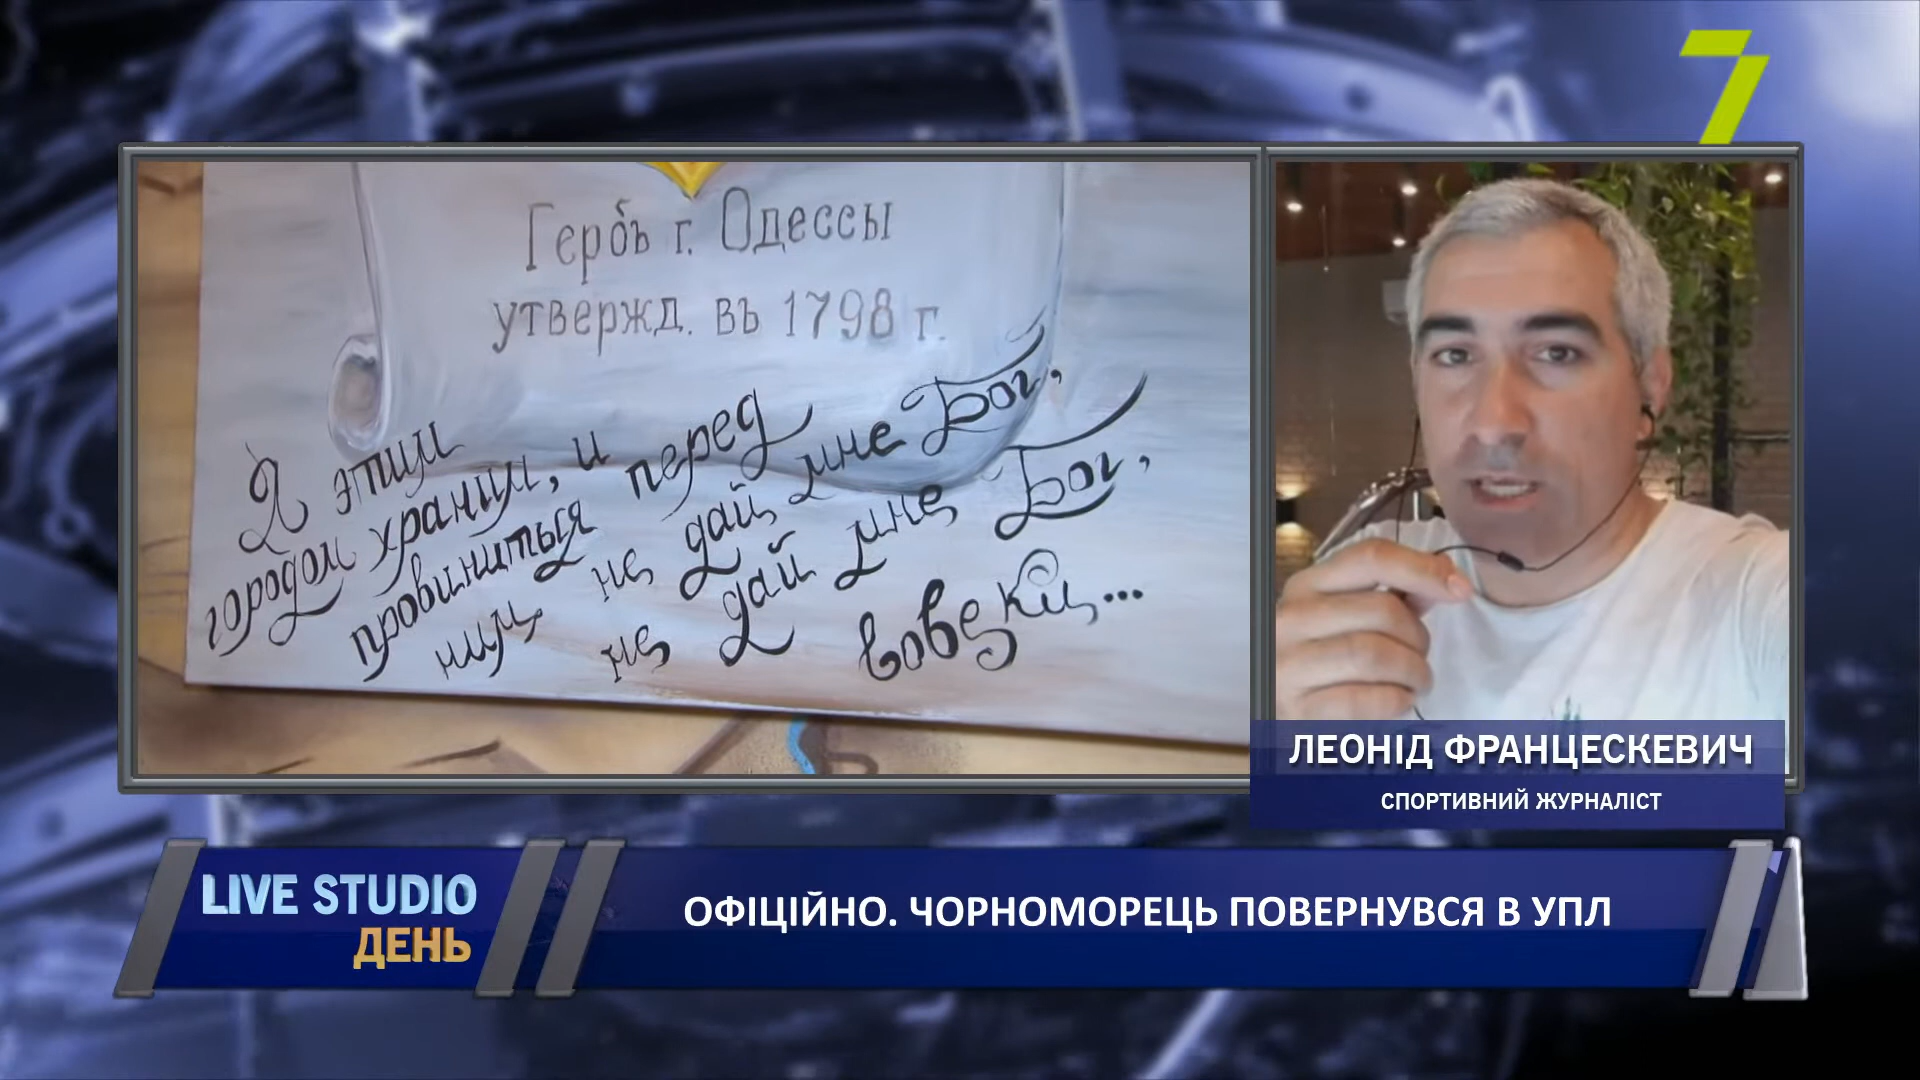 7
Гербъ г. Одессы
утвержд. въ 1798 г.
Я этим
городом храним, и
провиниться перед
ним не дай мне Бог,
не дай мне Бог,
вовеки...
ЛЕОНІД ФРАНЦЕСКЕВИЧ
СПОРТИВНИЙ ЖУРНАЛІСТ
LIVE STUDIO
ДЕНЬ
ОФІЦІЙНО. ЧОРНОМОРЕЦЬ ПОВЕРНУВСЯ В УПЛ